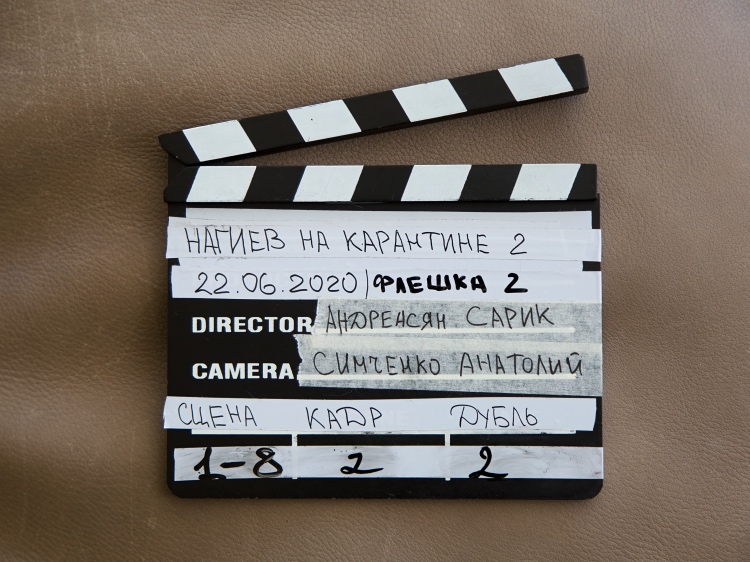 НАГИЕВ НА КАРАНТИНЕ 2
22.06.2020 | ФЛЕШКА 2
DIRECTOR АНДРЕАСЯН САРИК
CAMERA СИМЧЕНКО АНАТОЛИЙ
СЦЕНА КАДР ДУБЛЬ
1-8 2 2